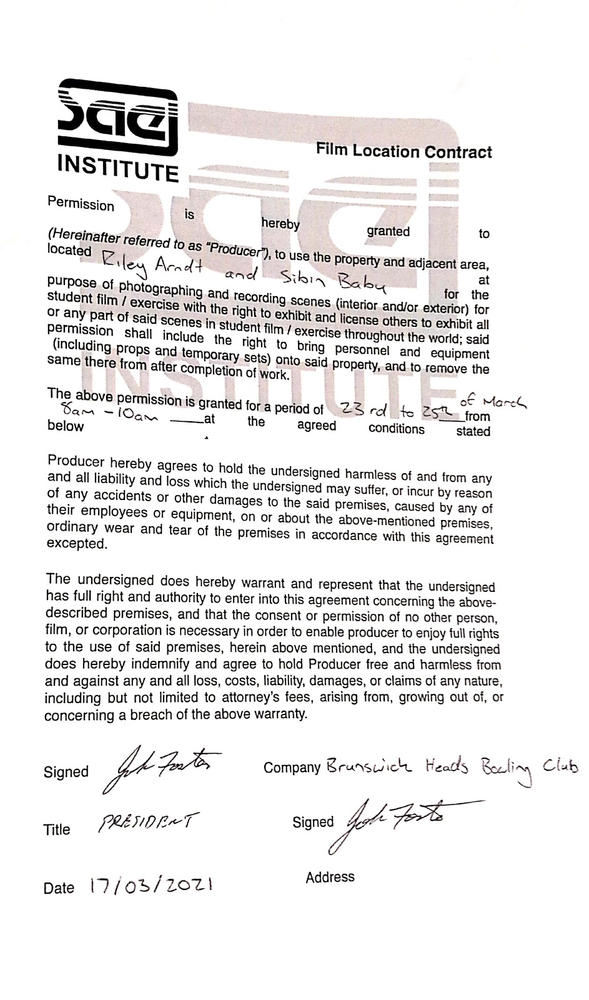 sae
INSTITUTE
Film Location Contract
Permission is hereby granted to
(Hereinafter referred to as "Producer"), to use the property and adjacent area,
located Riley Arndt and Sibin Baby at
for the
purpose of photographing and recording scenes (interior and/or exterior) for
student film / exercise with the right to exhibit and license others to exhibit all
or any part of said scenes in student film / exercise throughout the world; said
permission shall include the right to bring personnel and equipment
(including props and temporary sets) onto said property, and to remove the
same there from after completion of work.
The above permission is granted for a period of 23rd to 25th of March from
8am - 10am ____at the agreed conditions stated
below
Producer hereby agrees to hold the undersigned harmless of and from any
and all liability and loss which the undersigned may suffer, or incur by reason
of any accidents or other damages to the said premises, caused by any of
their employees or equipment, on or about the above-mentioned premises,
ordinary wear and tear of the premises in accordance with this agreement
excepted.
The undersigned does hereby warrant and represent that the undersigned
has full right and authority to enter into this agreement concerning the above-
described premises, and that the consent or permission of no other person,
film, or corporation is necessary in order to enable producer to enjoy full rights
to the use of said premises, herein above mentioned, and the undersigned
does hereby indemnify and agree to hold Producer free and harmless from
and against any and all loss, costs, liability, damages, or claims of any nature,
including but not limited to attorney's fees, arising from, growing out of, or
concerning a breach of the above warranty.
Signed Company Brunswick Heads Bowling Club
Title PRESIDENT Signed
Date 17/03/2021 Address